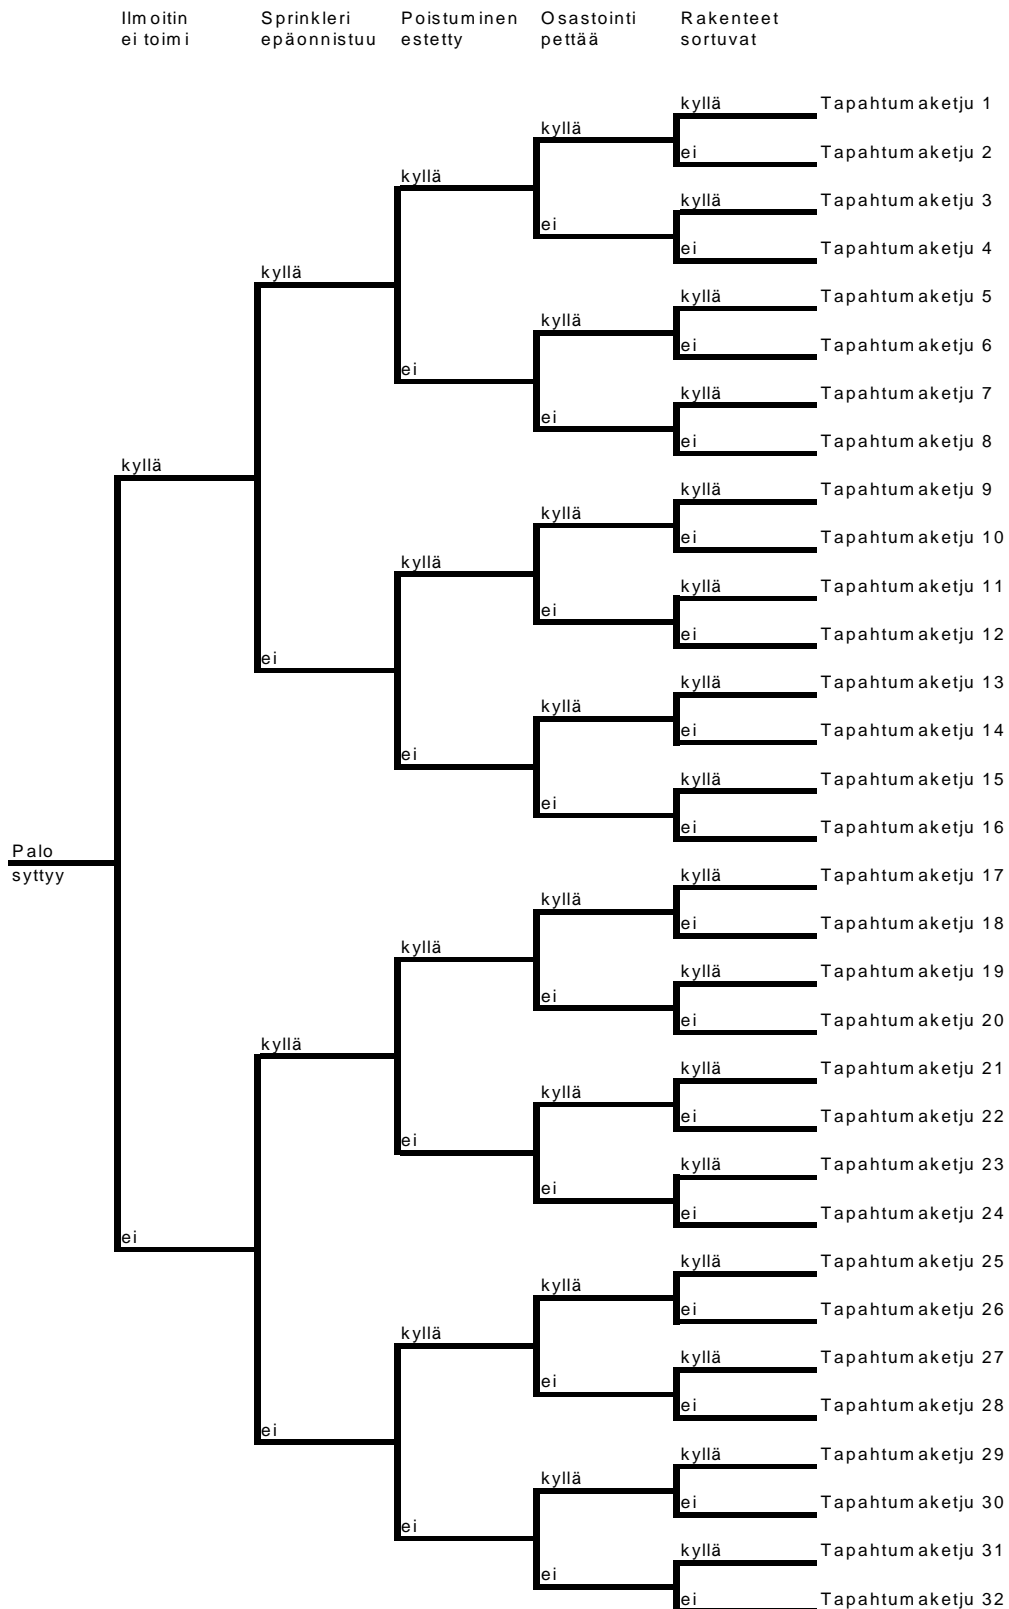 Ilmoitin
ei toimi
Sprinkleri
epäonnistuu
Poistuminen
estetty
Osastointi
pettää
Rakenteet
sortuvat
kyllä
Tapahtumaketju 1
kyllä
ei
Tapahtumaketju 2
kyllä
kyllä
Tapahtumaketju 3
ei
ei
Tapahtumaketju 4
kyllä
kyllä
Tapahtumaketju 5
kyllä
ei
Tapahtumaketju 6
ei
kyllä
Tapahtumaketju 7
ei
ei
Tapahtumaketju 8
kyllä
kyllä
Tapahtumaketju 9
kyllä
ei
Tapahtumaketju 10
kyllä
kyllä
Tapahtumaketju 11
ei
ei
Tapahtumaketju 12
ei
kyllä
Tapahtumaketju 13
kyllä
ei
Tapahtumaketju 14
ei
kyllä
Tapahtumaketju 15
ei
ei
Tapahtumaketju 16
Palo
syttyy
kyllä
Tapahtumaketju 17
kyllä
ei
Tapahtumaketju 18
kyllä
kyllä
Tapahtumaketju 19
ei
ei
Tapahtumaketju 20
kyllä
kyllä
Tapahtumaketju 21
kyllä
ei
Tapahtumaketju 22
ei
kyllä
Tapahtumaketju 23
ei
ei
Tapahtumaketju 24
ei
kyllä
Tapahtumaketju 25
kyllä
ei
Tapahtumaketju 26
kyllä
kyllä
Tapahtumaketju 27
ei
ei
Tapahtumaketju 28
ei
kyllä
Tapahtumaketju 29
kyllä
ei
Tapahtumaketju 30
ei
kyllä
Tapahtumaketju 31
ei
ei
Tapahtumaketju 32